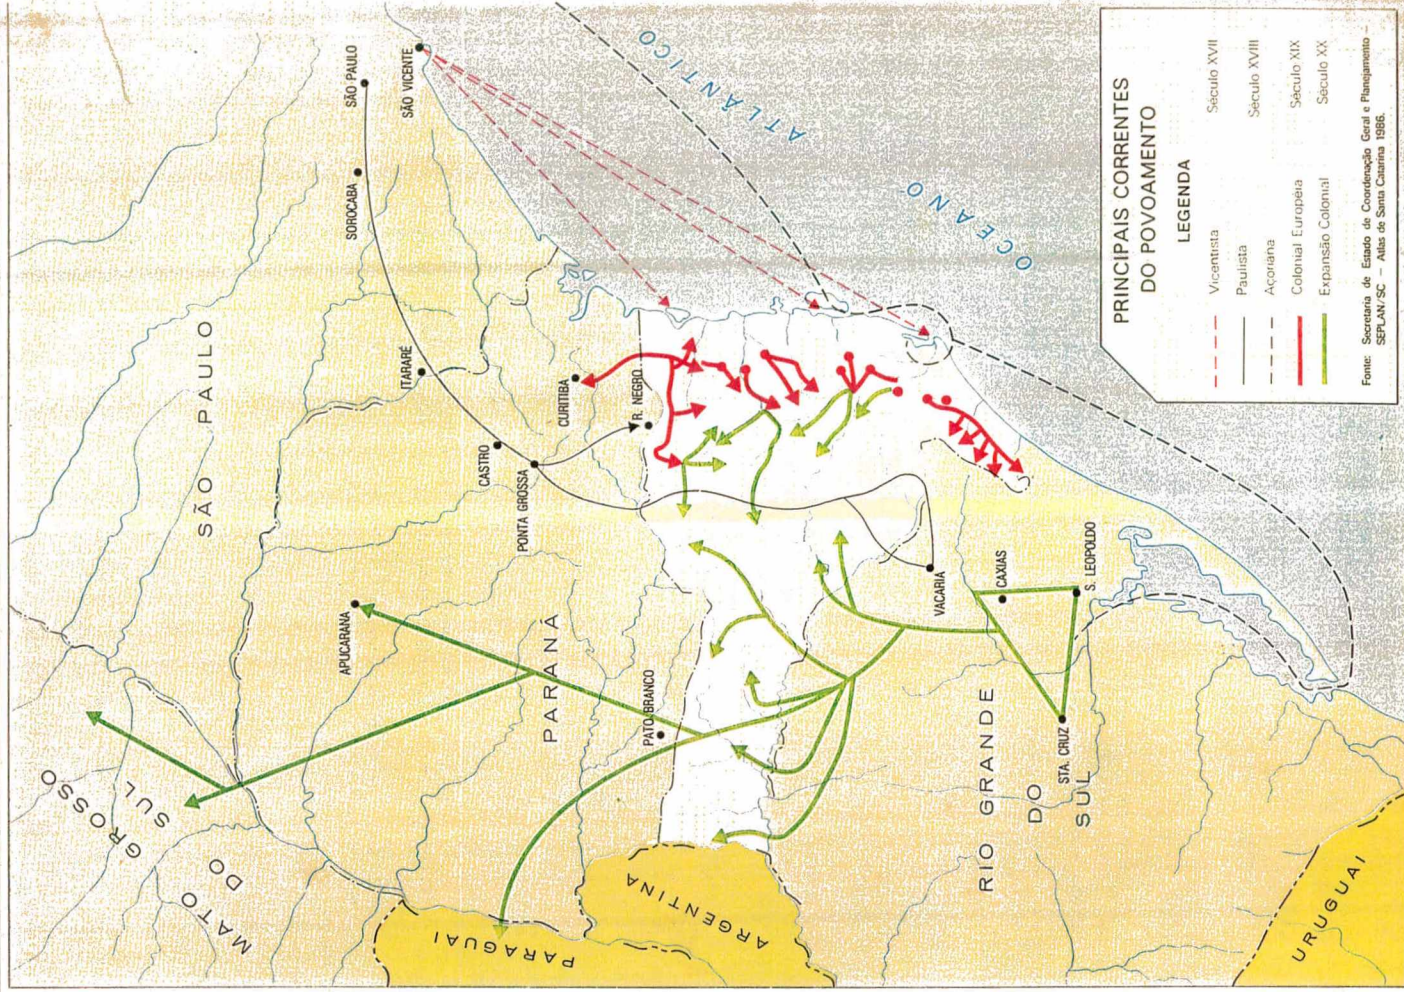 PRINCIPAIS CORRENTES
DO POVOAMENTO
LEGENDA
Vicentista Século XVII
Paulista
Açoriana Século XVIII
Colonial Européia Século XIX
Expansão Colonial Século XX
Fonte: Secretaria de Estado de Coordenação Geral e Planejamento –
SEPLAN/SC – Atlas de Santa Catarina 1986.
OCEANO ATLÂNTICO
SÃO PAULO
SÃO VICENTE
SÃO PAULO
SOROCABA
ITARARÉ
CASTRO
PONTA GROSSA
CURITIBA
R. NEGRO
APUCARANA
PARANÁ
PATO BRANCO
MATO GROSSO
DO SUL
PARAGUAI
ARGENTINA
VACARIA
CAXIAS
S. LEOPOLDO
STA. CRUZ
RIO GRANDE
DO
SUL
URUGUAI